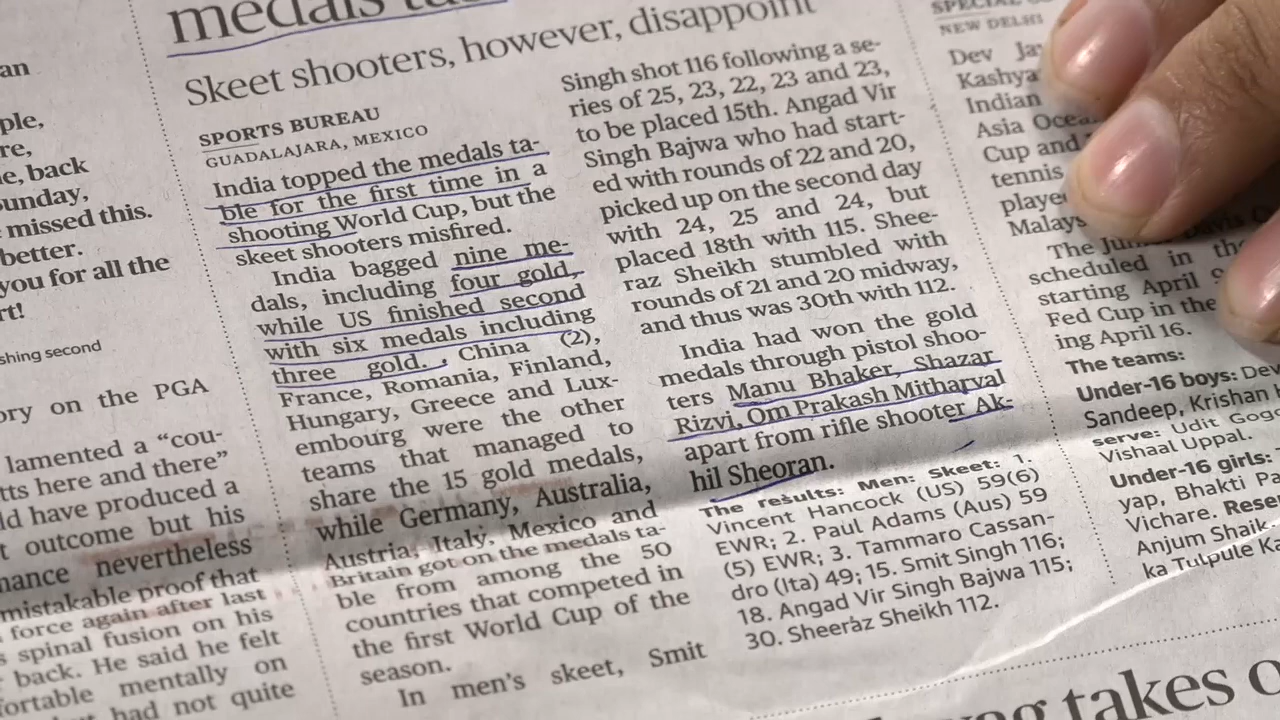 an
ple,
re,
e, back
unday,
missed this.
better.
you for all the
rt!
shing second
ory on the PGA
lamented a “cou-
tts here and there”
ld have produced a
t outcome but his
nance nevertheless
mistakable proof that
force again after last
s spinal fusion on his
back. He said he felt
fortable mentally on
had not quite
medals
Skeet shooters, however, disappoint
SPORTS BUREAU
GUADALAJARA, MEXICO
India topped the medals ta-
ble for the first time in a
shooting World Cup, but the
skeet shooters misfired.
India bagged nine me-
dals, including four gold,
while US finished second
with six medals including
three gold. China (2),
France, Romania, Finland,
Hungary, Greece and Lux-
embourg were the other
teams that managed to
share the 15 gold medals,
while Germany, Australia,
Austria, Italy, Mexico and
Britain got on the medals ta-
ble from among the 50
countries that competed in
the first World Cup of the
season.
In men’s skeet, Smit
Singh shot 116 following a se-
ries of 25, 23, 22, 23 and 23,
to be placed 15th. Angad Vir
Singh Bajwa who had start-
ed with rounds of 22 and 20,
picked up on the second day
with 24, 25 and 24, but
placed 18th with 115. Shee-
raz Sheikh stumbled with
rounds of 21 and 20 midway,
and thus was 30th with 112.
India had won the gold
medals through pistol shoo-
ters Manu Bhaker, Shazar
Rizvi, Om Prakash Mitharval
apart from rifle shooter Ak-
hil Sheoran.
The results: Men: Skeet: 1.
Vincent Hancock (US) 59(6)
EWR; 2. Paul Adams (Aus) 59
(5) EWR; 3. Tammaro Cassan-
dro (Ita) 49; 15. Smit Singh 116;
18. Angad Vir Singh Bajwa 115;
30. Sheeraz Sheikh 112.
NEW DELHI
Dev Ja
Kashya
Indian
Asia Ocea
Cup and
tennis
playe
Malays
The Jun Davis C
scheduled in the
starting April
Fed Cup in the
ing April 16.
The teams:
Under-16 boys: Dev
Sandeep, Krishan
serve: Udit Gog
Vishaal Uppal.
Under-16 girls:
yap, Bhakti Pa
Vichare. Rese
Anjum Shaik
ka Tulpule Ka
takes o